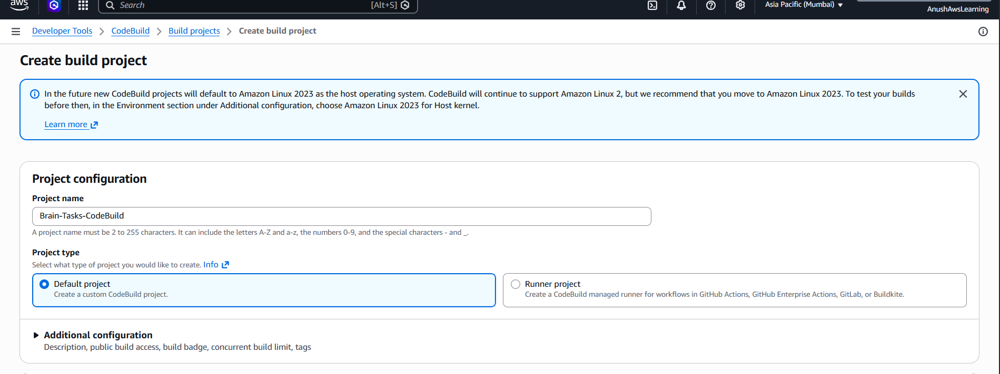 aws
Search
[Alt+S]
Asia Pacific (Mumbai)
AnushAwsLearning
Developer Tools
CodeBuild
Build projects
Create build project
Create build project
In the future new CodeBuild projects will default to Amazon Linux 2023 as the host operating system. CodeBuild will continue to support Amazon Linux 2, but we recommend that you move to Amazon Linux 2023. To test your builds
before then, in the Environment section under Additional configuration, choose Amazon Linux 2023 for Host kernel.
Learn more
Project configuration
Project name
Brain-Tasks-CodeBuild
A project name must be 2 to 255 characters. It can include the letters A-Z and a-z, the numbers 0-9, and the special characters - and _.
Project type
Select what type of project you would like to create. Info
Default project
Create a custom CodeBuild project.
Runner project
Create a CodeBuild managed runner for workflows in GitHub Actions, GitHub Enterprise Actions, GitLab, or Buildkite.
Additional configuration
Description, public build access, build badge, concurrent build limit, tags